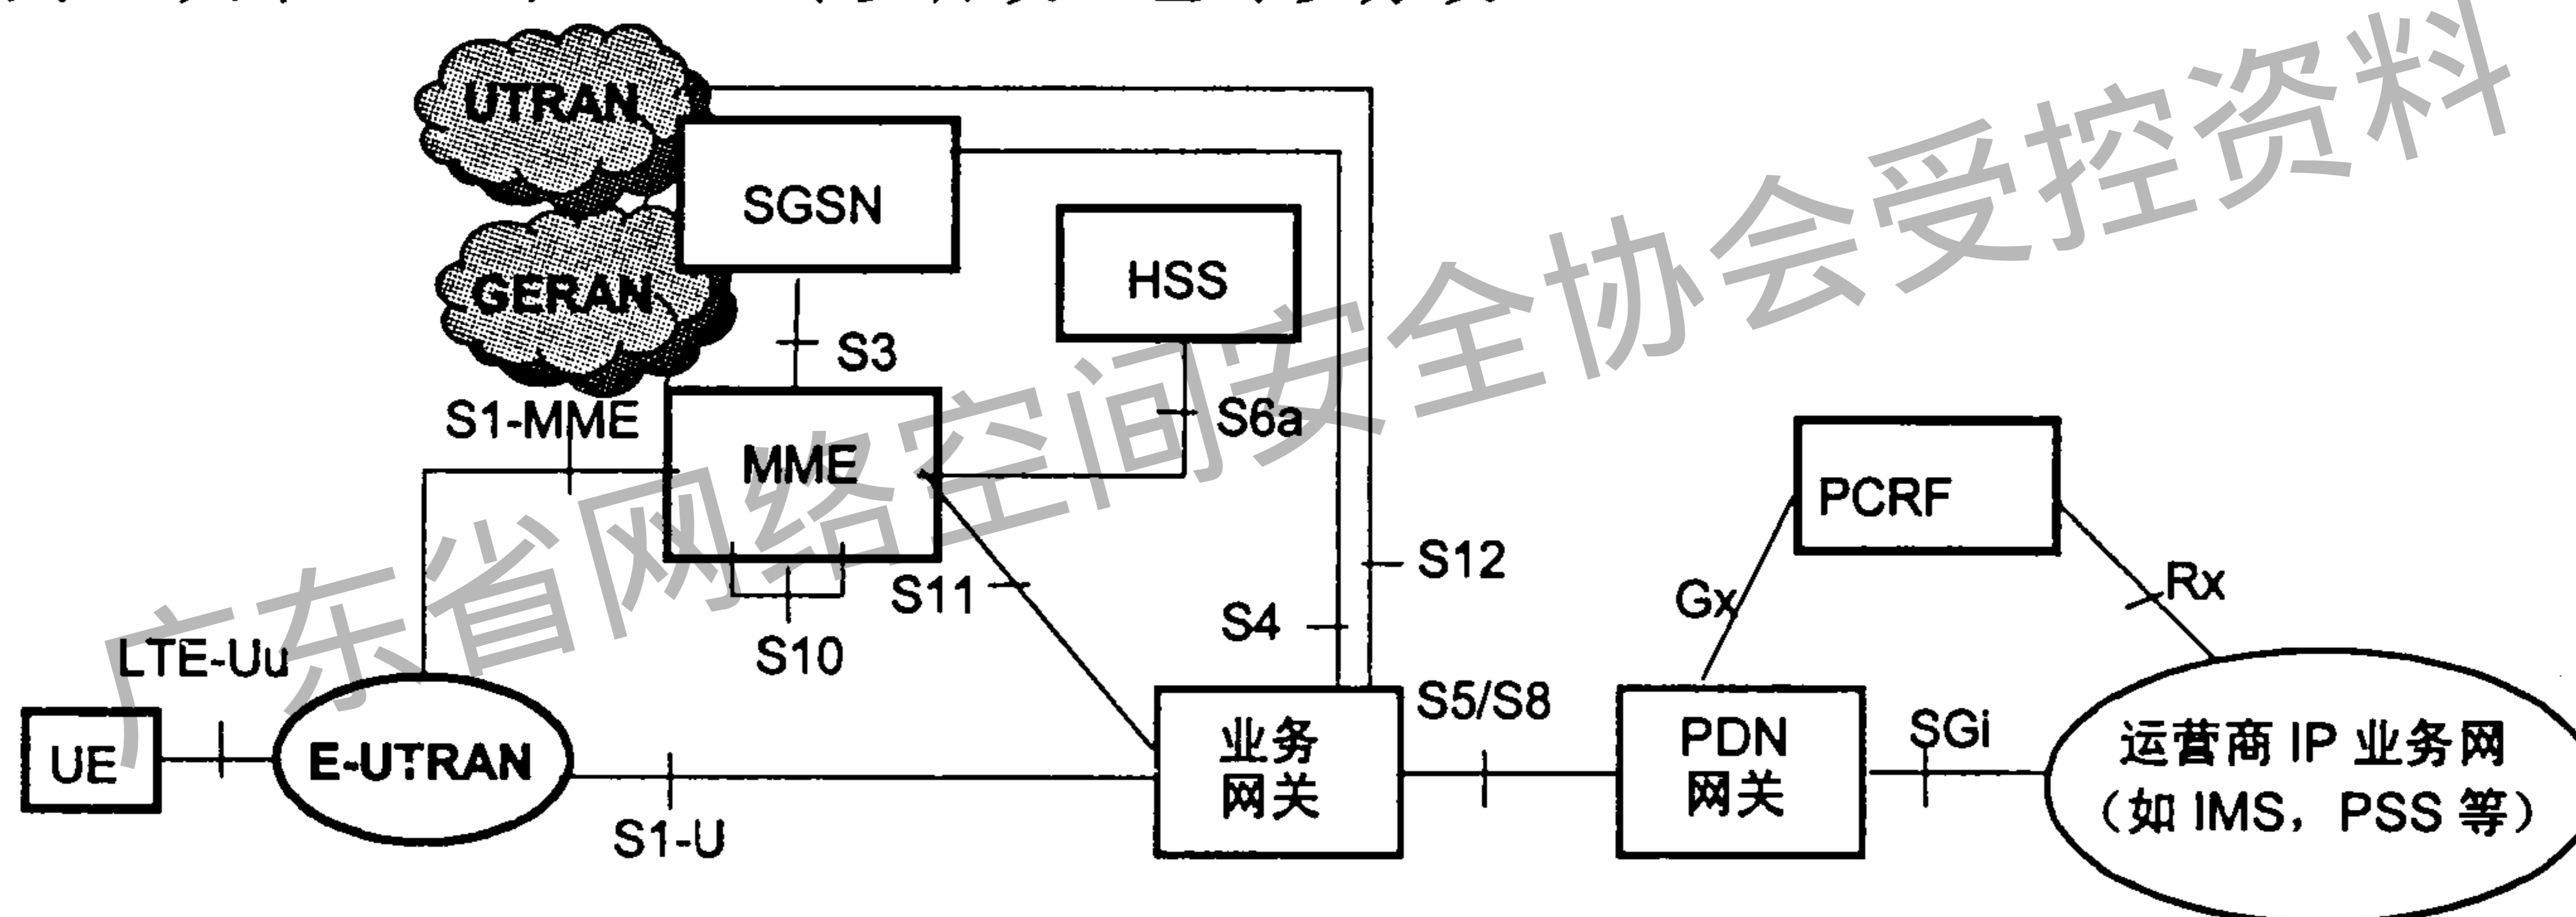 UTRAN
SGSN
GERAN
HSS
S3
S1-MME
S6a
MME
PCRF
S11
S12
Gx
Rx
S10
S4
LTE-Uu
S5/S8
UE
E-UTRAN
业务
网关
PDN
网关
SGi
运营商 IP 业务网
（如 IMS，PSS 等）
S1-U
广东省网络空间安全协会受控资料